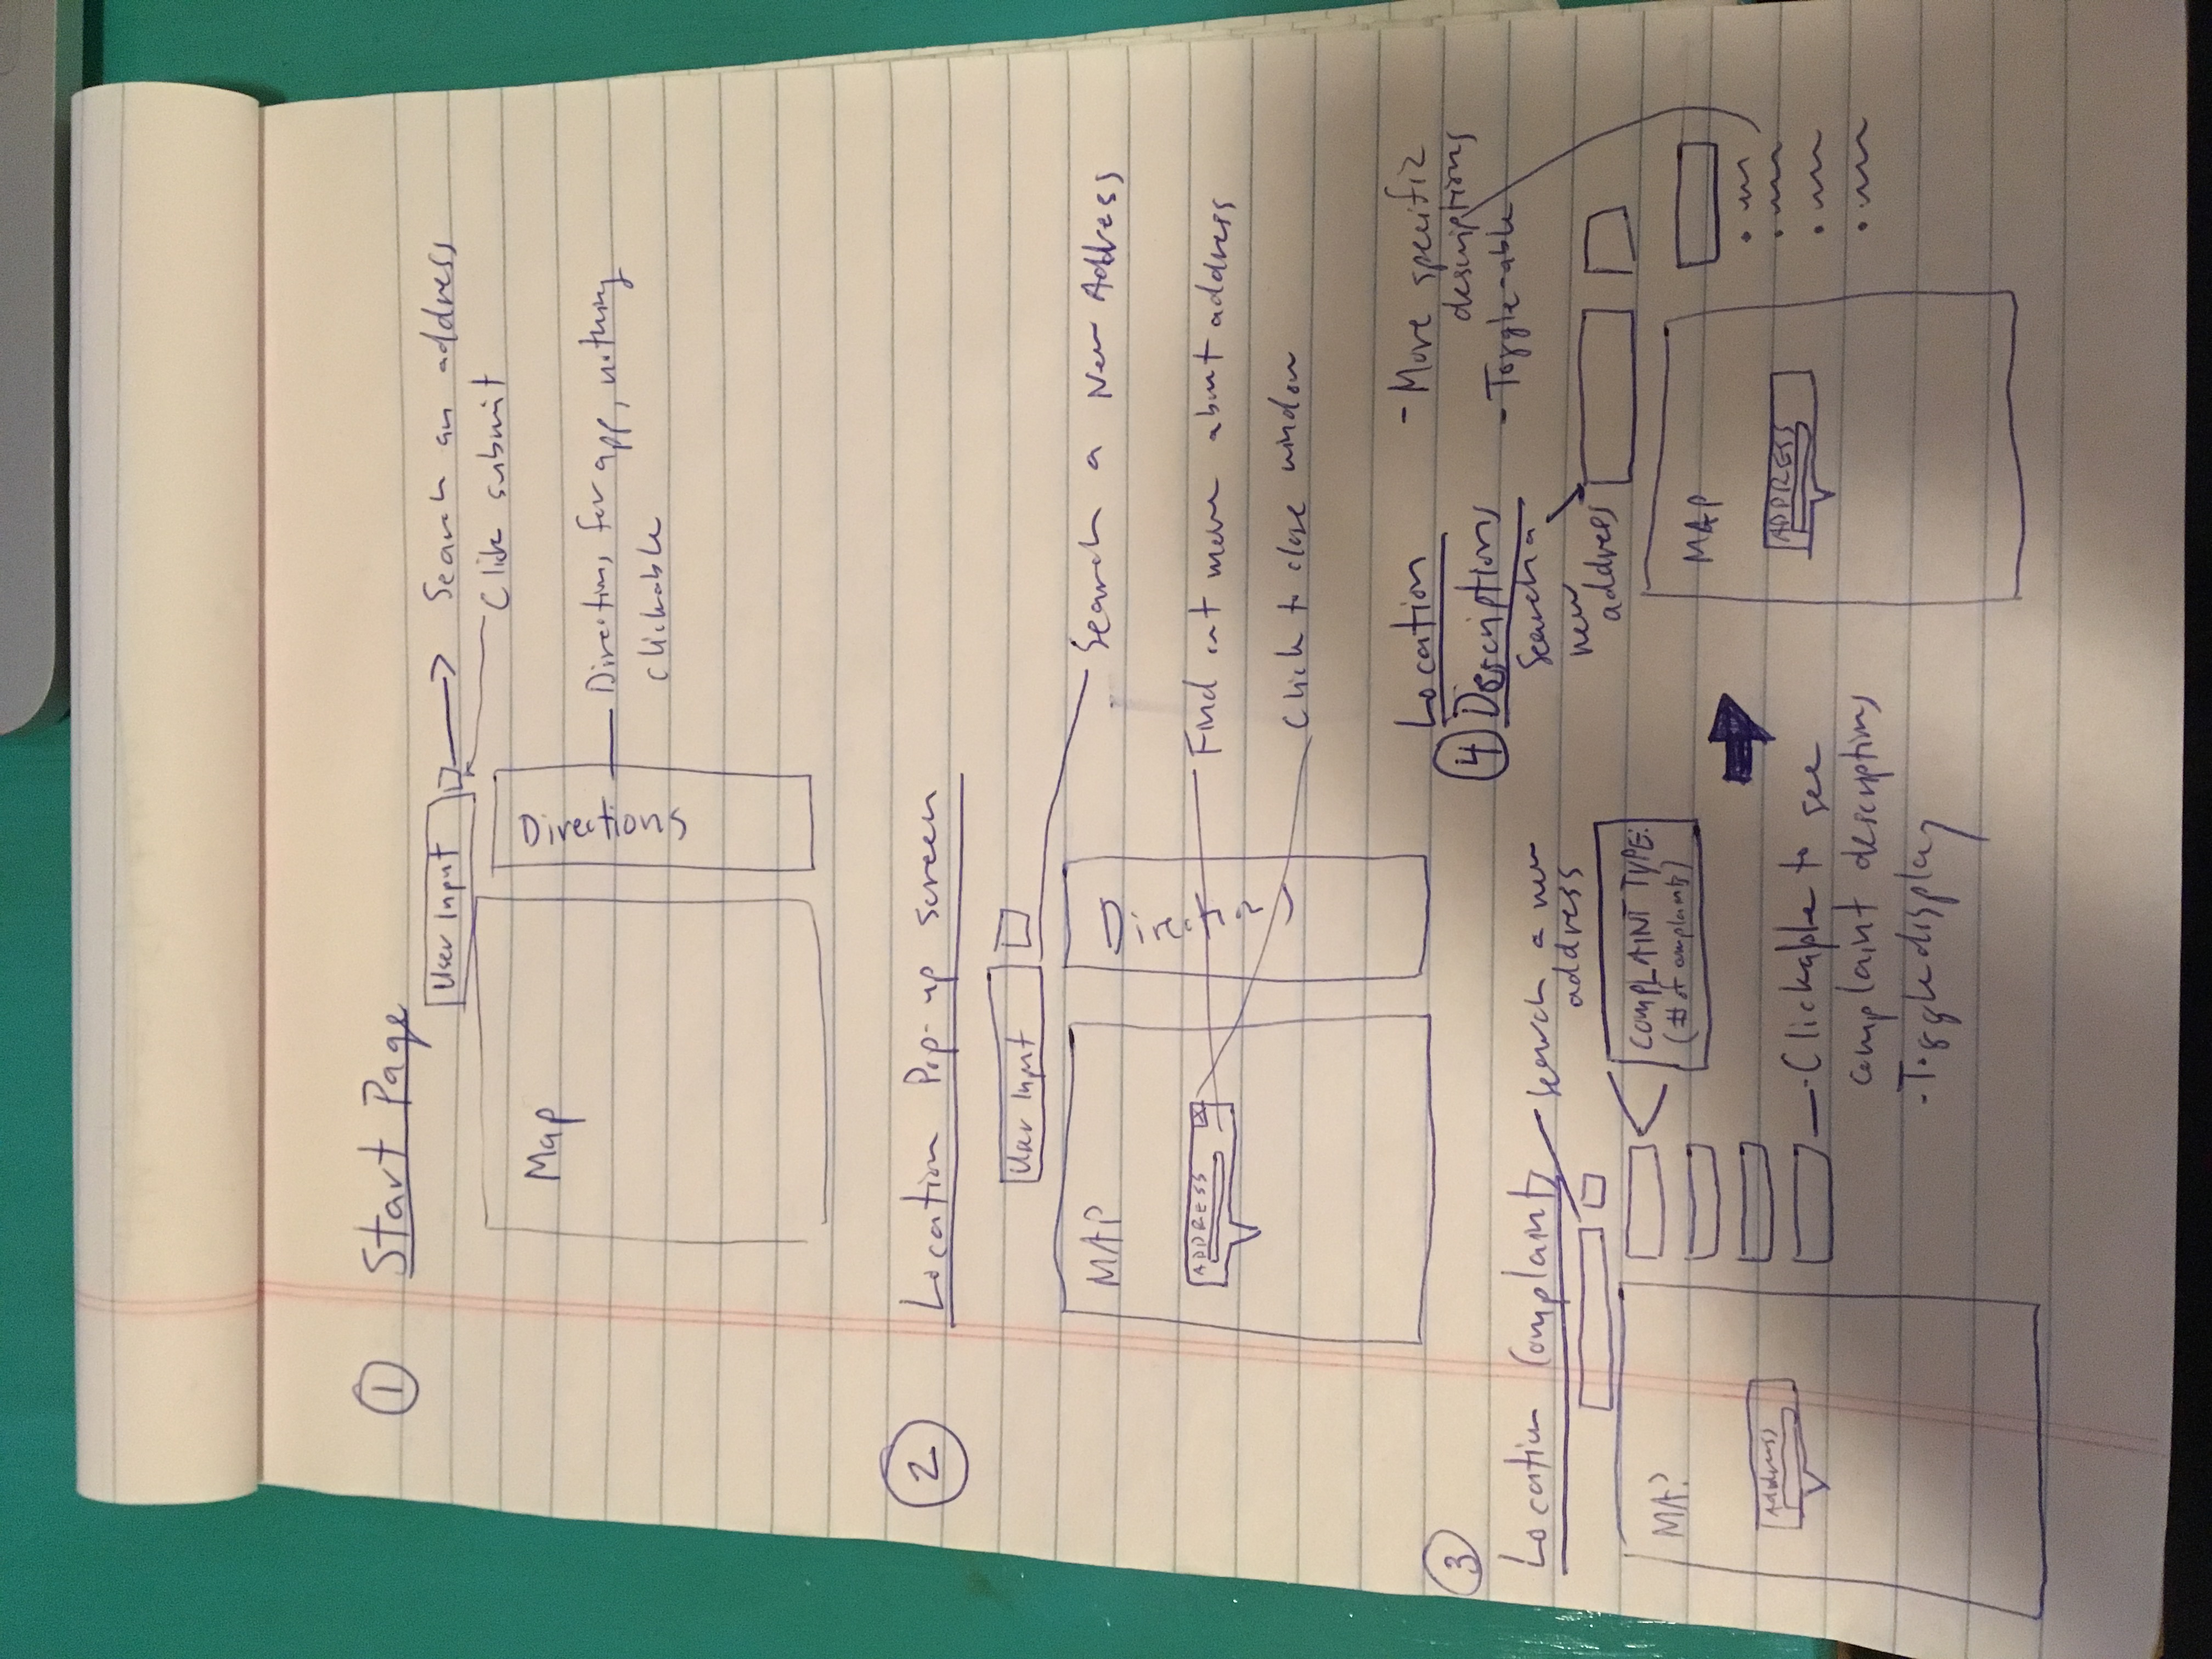 1 Start Page
User Input
Search an address
Click submit
Map
Directions
Directions for app, nothing
clickable
2 Location Pop-up screen
User Input
Search a New Address
MAP
Directions
ADDRESS X
Find out more about address
Click to close window
3
Location Complaints
Search a new
address
MAP
COMPLAINT TYPE:
(# of complaints)
Address
- Clickable to see
complaint descriptions
- Toggle display
Location
4 Descriptions
- More specific
descriptions
- Toggle-able
Search a
new
address
MAP
ADDRESS